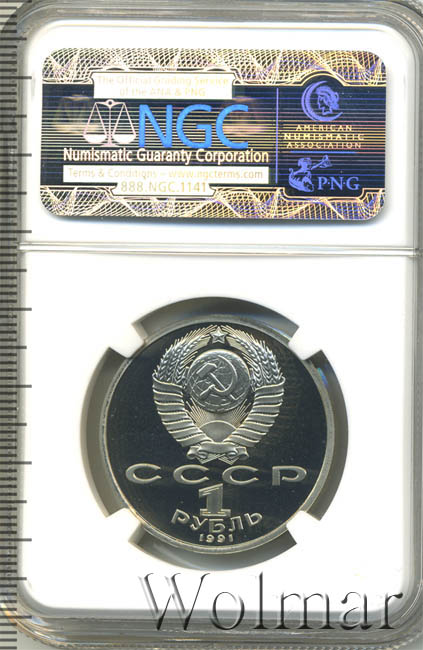 The Official Grading Service
of the ANA & PNG
NGC
Numismatic Guaranty Corporation
Terms & Conditions – www.ngcterms.com
888.NGC.1141
AMERICAN
NUMISMATIC
ASSOCIATION
PNG
СССР
1
РУБЛЬ
1991
Wolmar